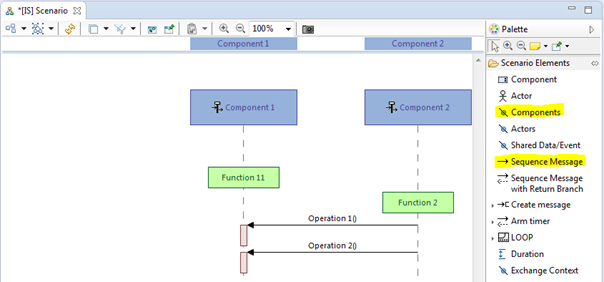 *[IS] Scenario
100%
Palette
Component 1
Component 2
Scenario Elements
Component
Actor
Components
Actors
Shared Data/Event
Sequence Message
Sequence Message
with Return Branch
Create message
Arm timer
LOOP
Duration
Exchange Context
Component 1
Component 2
Function 11
Function 2
Operation 1()
Operation 2()